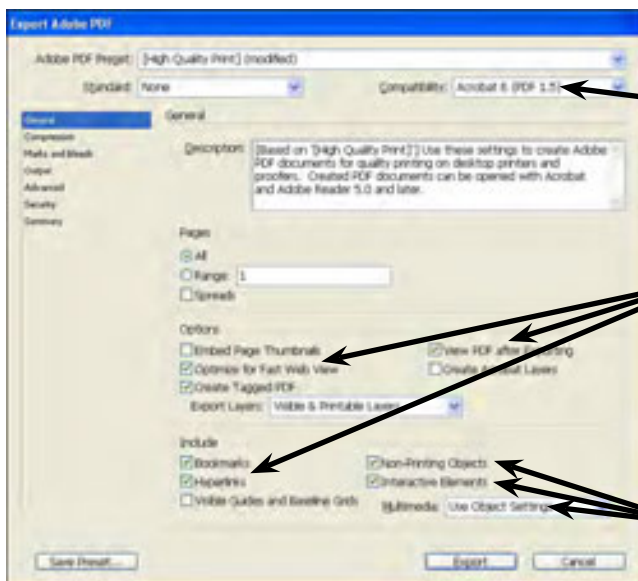 Export Adobe PDF
Adobe PDF Preset: [High Quality Print] (modified)
Standard: None
Compatibility: Acrobat 6 (PDF 1.5)
General
Compression
Marks and Bleeds
Output
Advanced
Security
Summary
General
Description: [Based on '[High Quality Print]'] Use these settings to create Adobe
PDF documents for quality printing on desktop printers and
proofers. Created PDF documents can be opened with Acrobat
and Adobe Reader 5.0 and later.
Pages
All
Range: 1
Spreads
Options
Embed Page Thumbnails
View PDF after Exporting
Optimize for Fast Web View
Create Acrobat Layers
Create Tagged PDF
Export Layers: Visible & Printable Layers
Include
Bookmarks
Non-Printing Objects
Hyperlinks
Interactive Elements
Visible Guides and Baseline Grids
Multimedia: Use Object Settings
Save Preset...
Export
Cancel